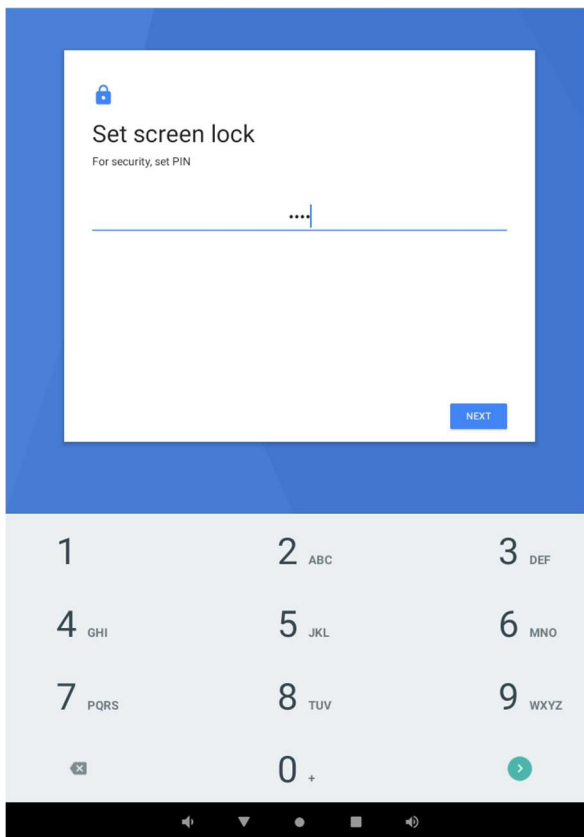 Set screen lock
For security, set PIN
••••
NEXT
1
2 ABC
3 DEF
4 GHI
5 JKL
6 MNO
7 PQRS
8 TUV
9 WXYZ
0 +